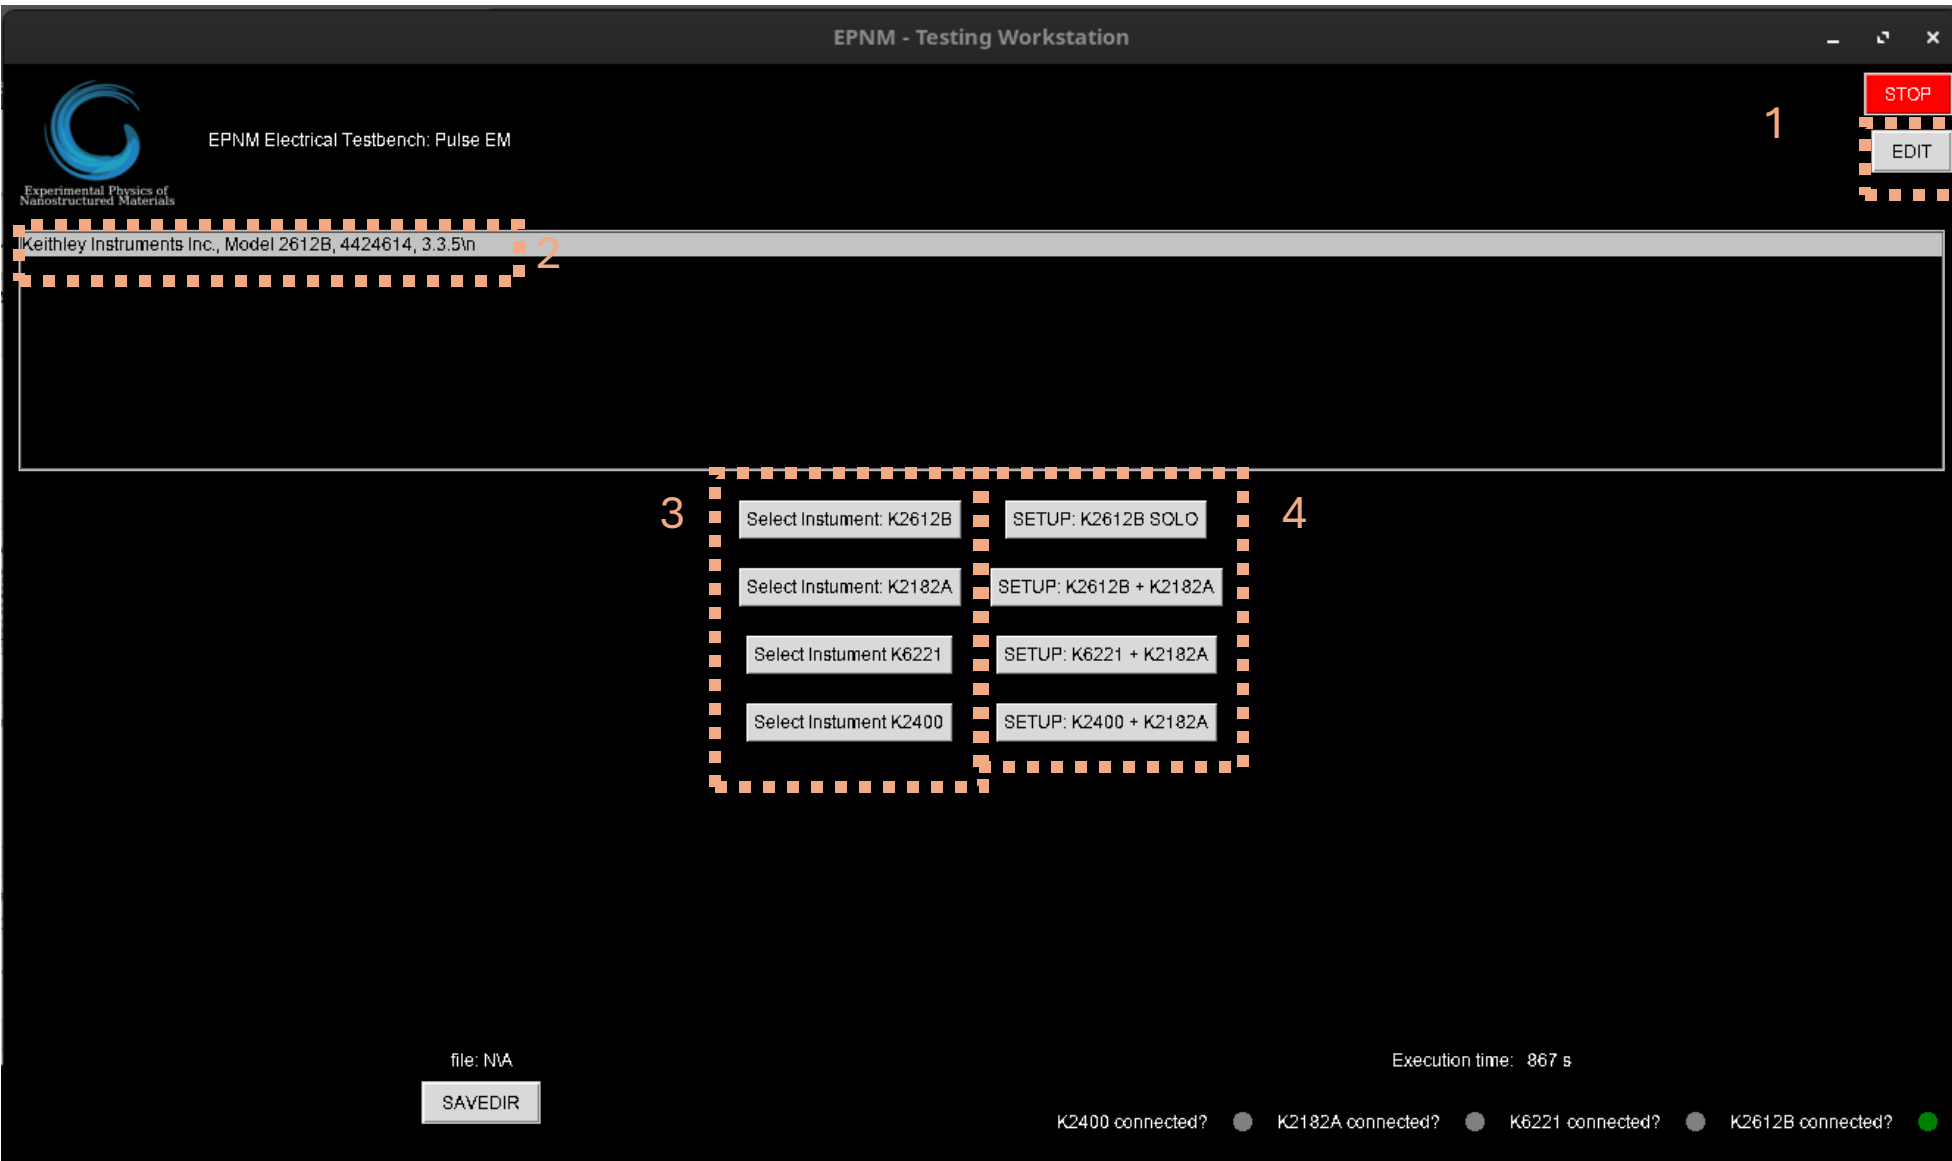 EPNM - Testing Workstation
STOP
1
EDIT
EPNM Electrical Testbench: Pulse EM
Experimental Physics of
Nanostructured Materials
Keithley Instruments Inc., Model 2612B, 4424614, 3.3.5\n
2
3
4
Select Instument: K2612B
SETUP: K2612B SOLO
Select Instument: K2182A
SETUP: K2612B + K2182A
Select Instument K6221
SETUP: K6221 + K2182A
Select Instument K2400
SETUP: K2400 + K2182A
file: N\A
Execution time: 867 s
SAVEDIR
K2400 connected?
K2182A connected?
K6221 connected?
K2612B connected?